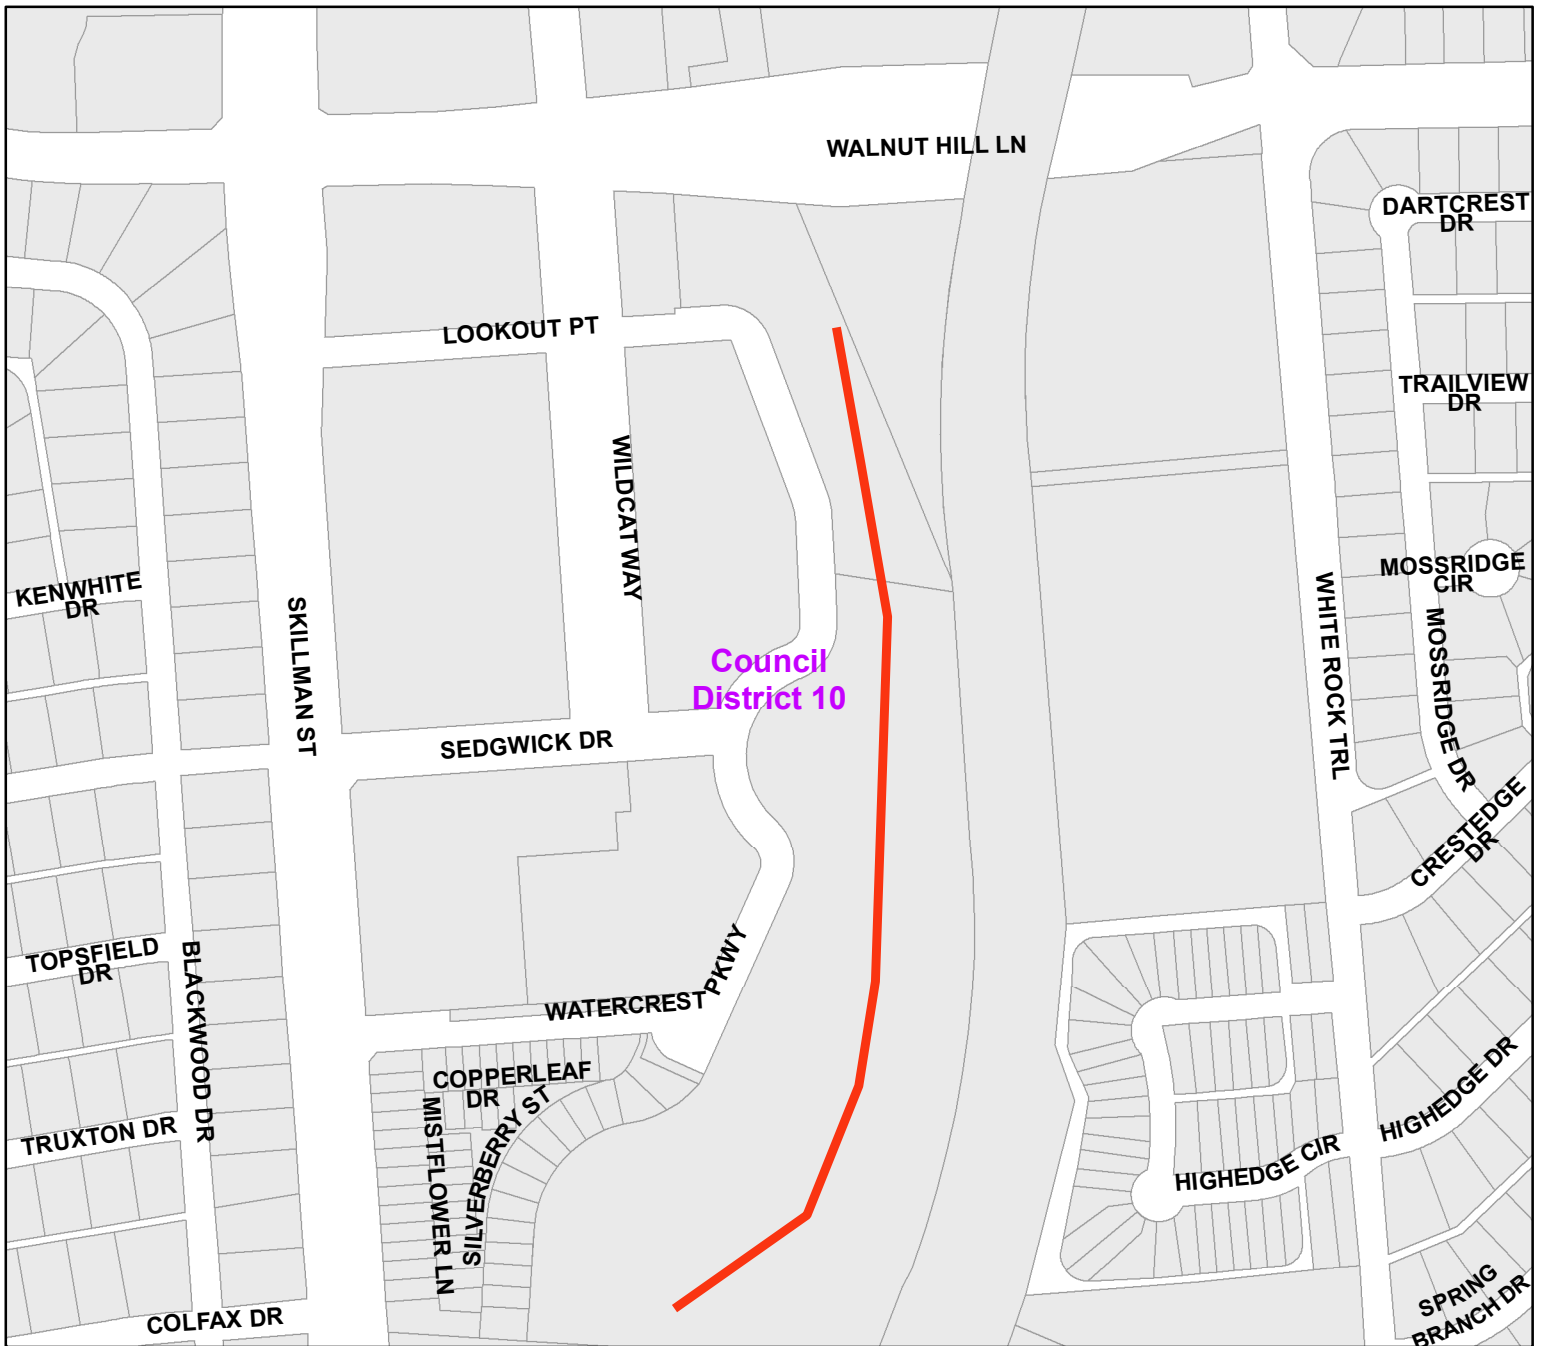 WALNUT HILL LN
DARTCREST
DR
LOOKOUT PT
TRAILVIEW
DR
WILDCAT WAY
KENWHITE
DR
MOSSRIDGE
CIR
SKILLMAN ST
WHITE ROCK TRL
MOSSRIDGE DR
Council
District 10
SEDGWICK DR
CRESTEDGE
DR
TOPSFIELD
DR
BLACKWOOD DR
WATERCREST PKWY
COPPERLEAF
DR
MISTFLOWER LN
SILVERBERRY ST
TRUXTON DR
HIGHEDGE DR
HIGHEDGE CIR
SPRING
BRANCH DR
COLFAX DR